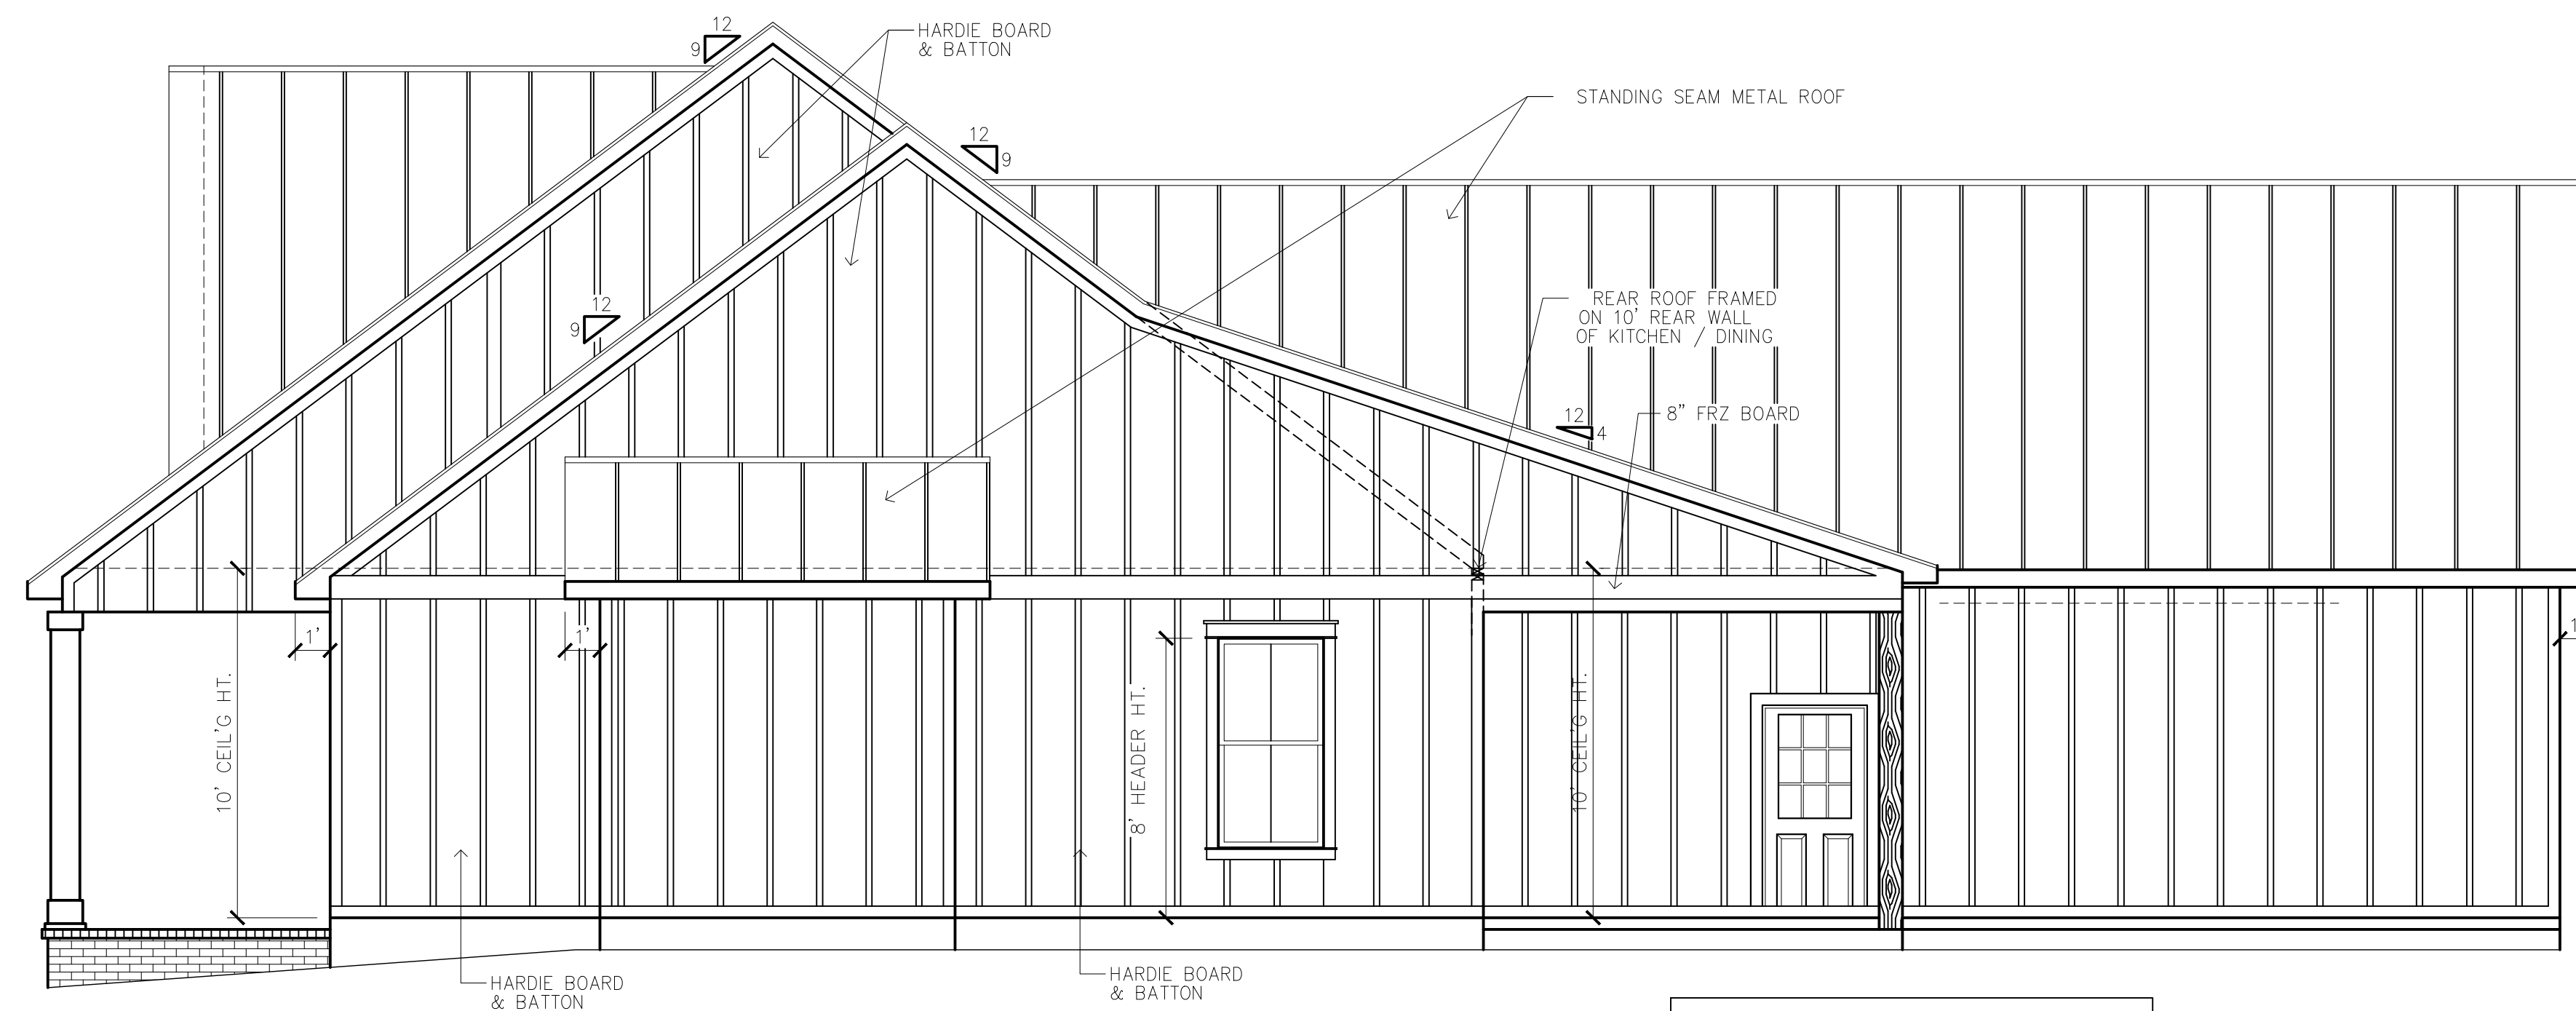 12
9
HARDIE BOARD
& BATTON
STANDING SEAM METAL ROOF
12
9
12
9
REAR ROOF FRAMED
ON 10' REAR WALL
OF KITCHEN / DINING
12
4
8" FRZ BOARD
1'
1'
1
10' CEIL'G HT.
8' HEADER HT.
10' CEIL'G HT.
HARDIE BOARD
& BATTON
HARDIE BOARD
& BATTON